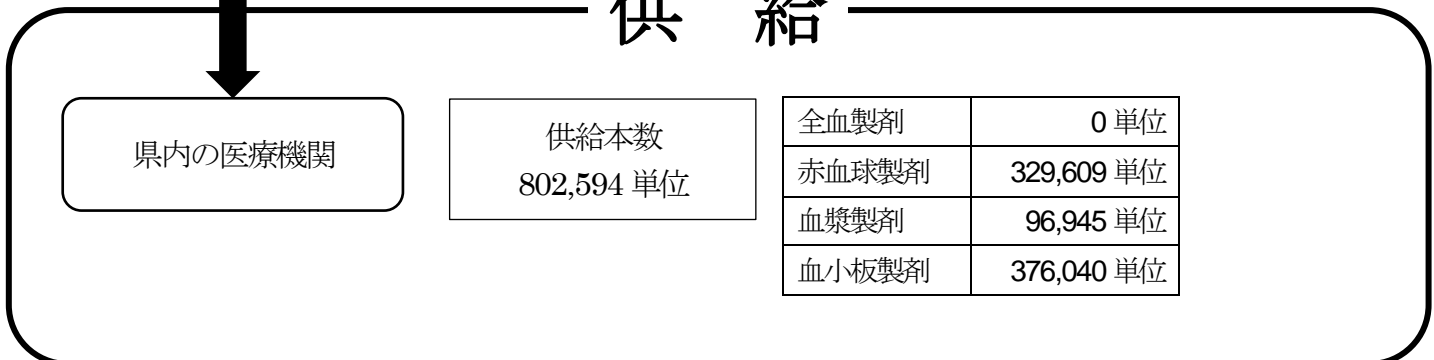 供 給
県内の医療機関
供給本数
802,594 単位
全血製剤 0 単位
赤血球製剤 329,609 単位
血漿製剤 96,945 単位
血小板製剤 376,040 単位